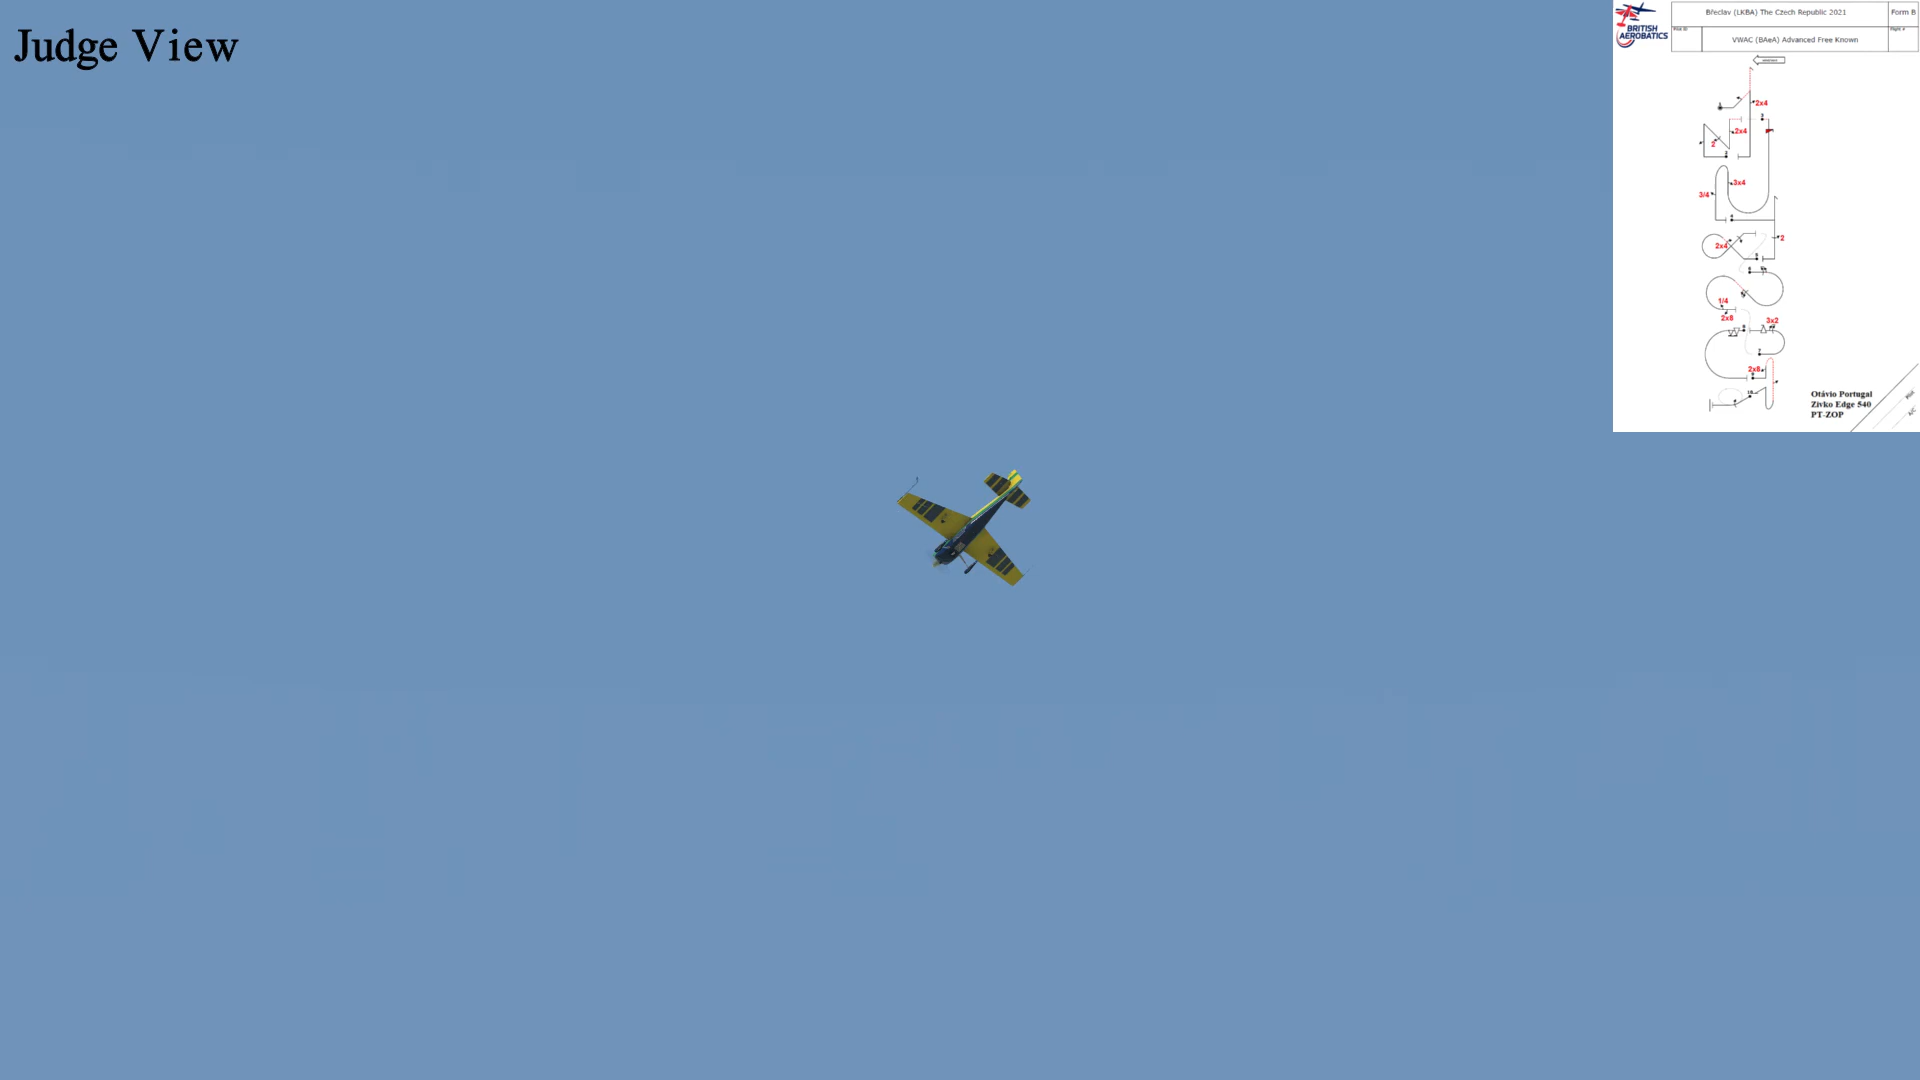 Judge View
BRITISH
AEROBATICS
Břeclav (LKBA) The Czech Republic 2021
Form B
VWAC (BAeA) Advanced Free Known
2x4
2x4
2
3x4
3/4
2
2x4
1/4
2x8
3x2
2x8
Otávio Portugal
Zivko Edge 540
PT-ZOP
Pilot
A/C